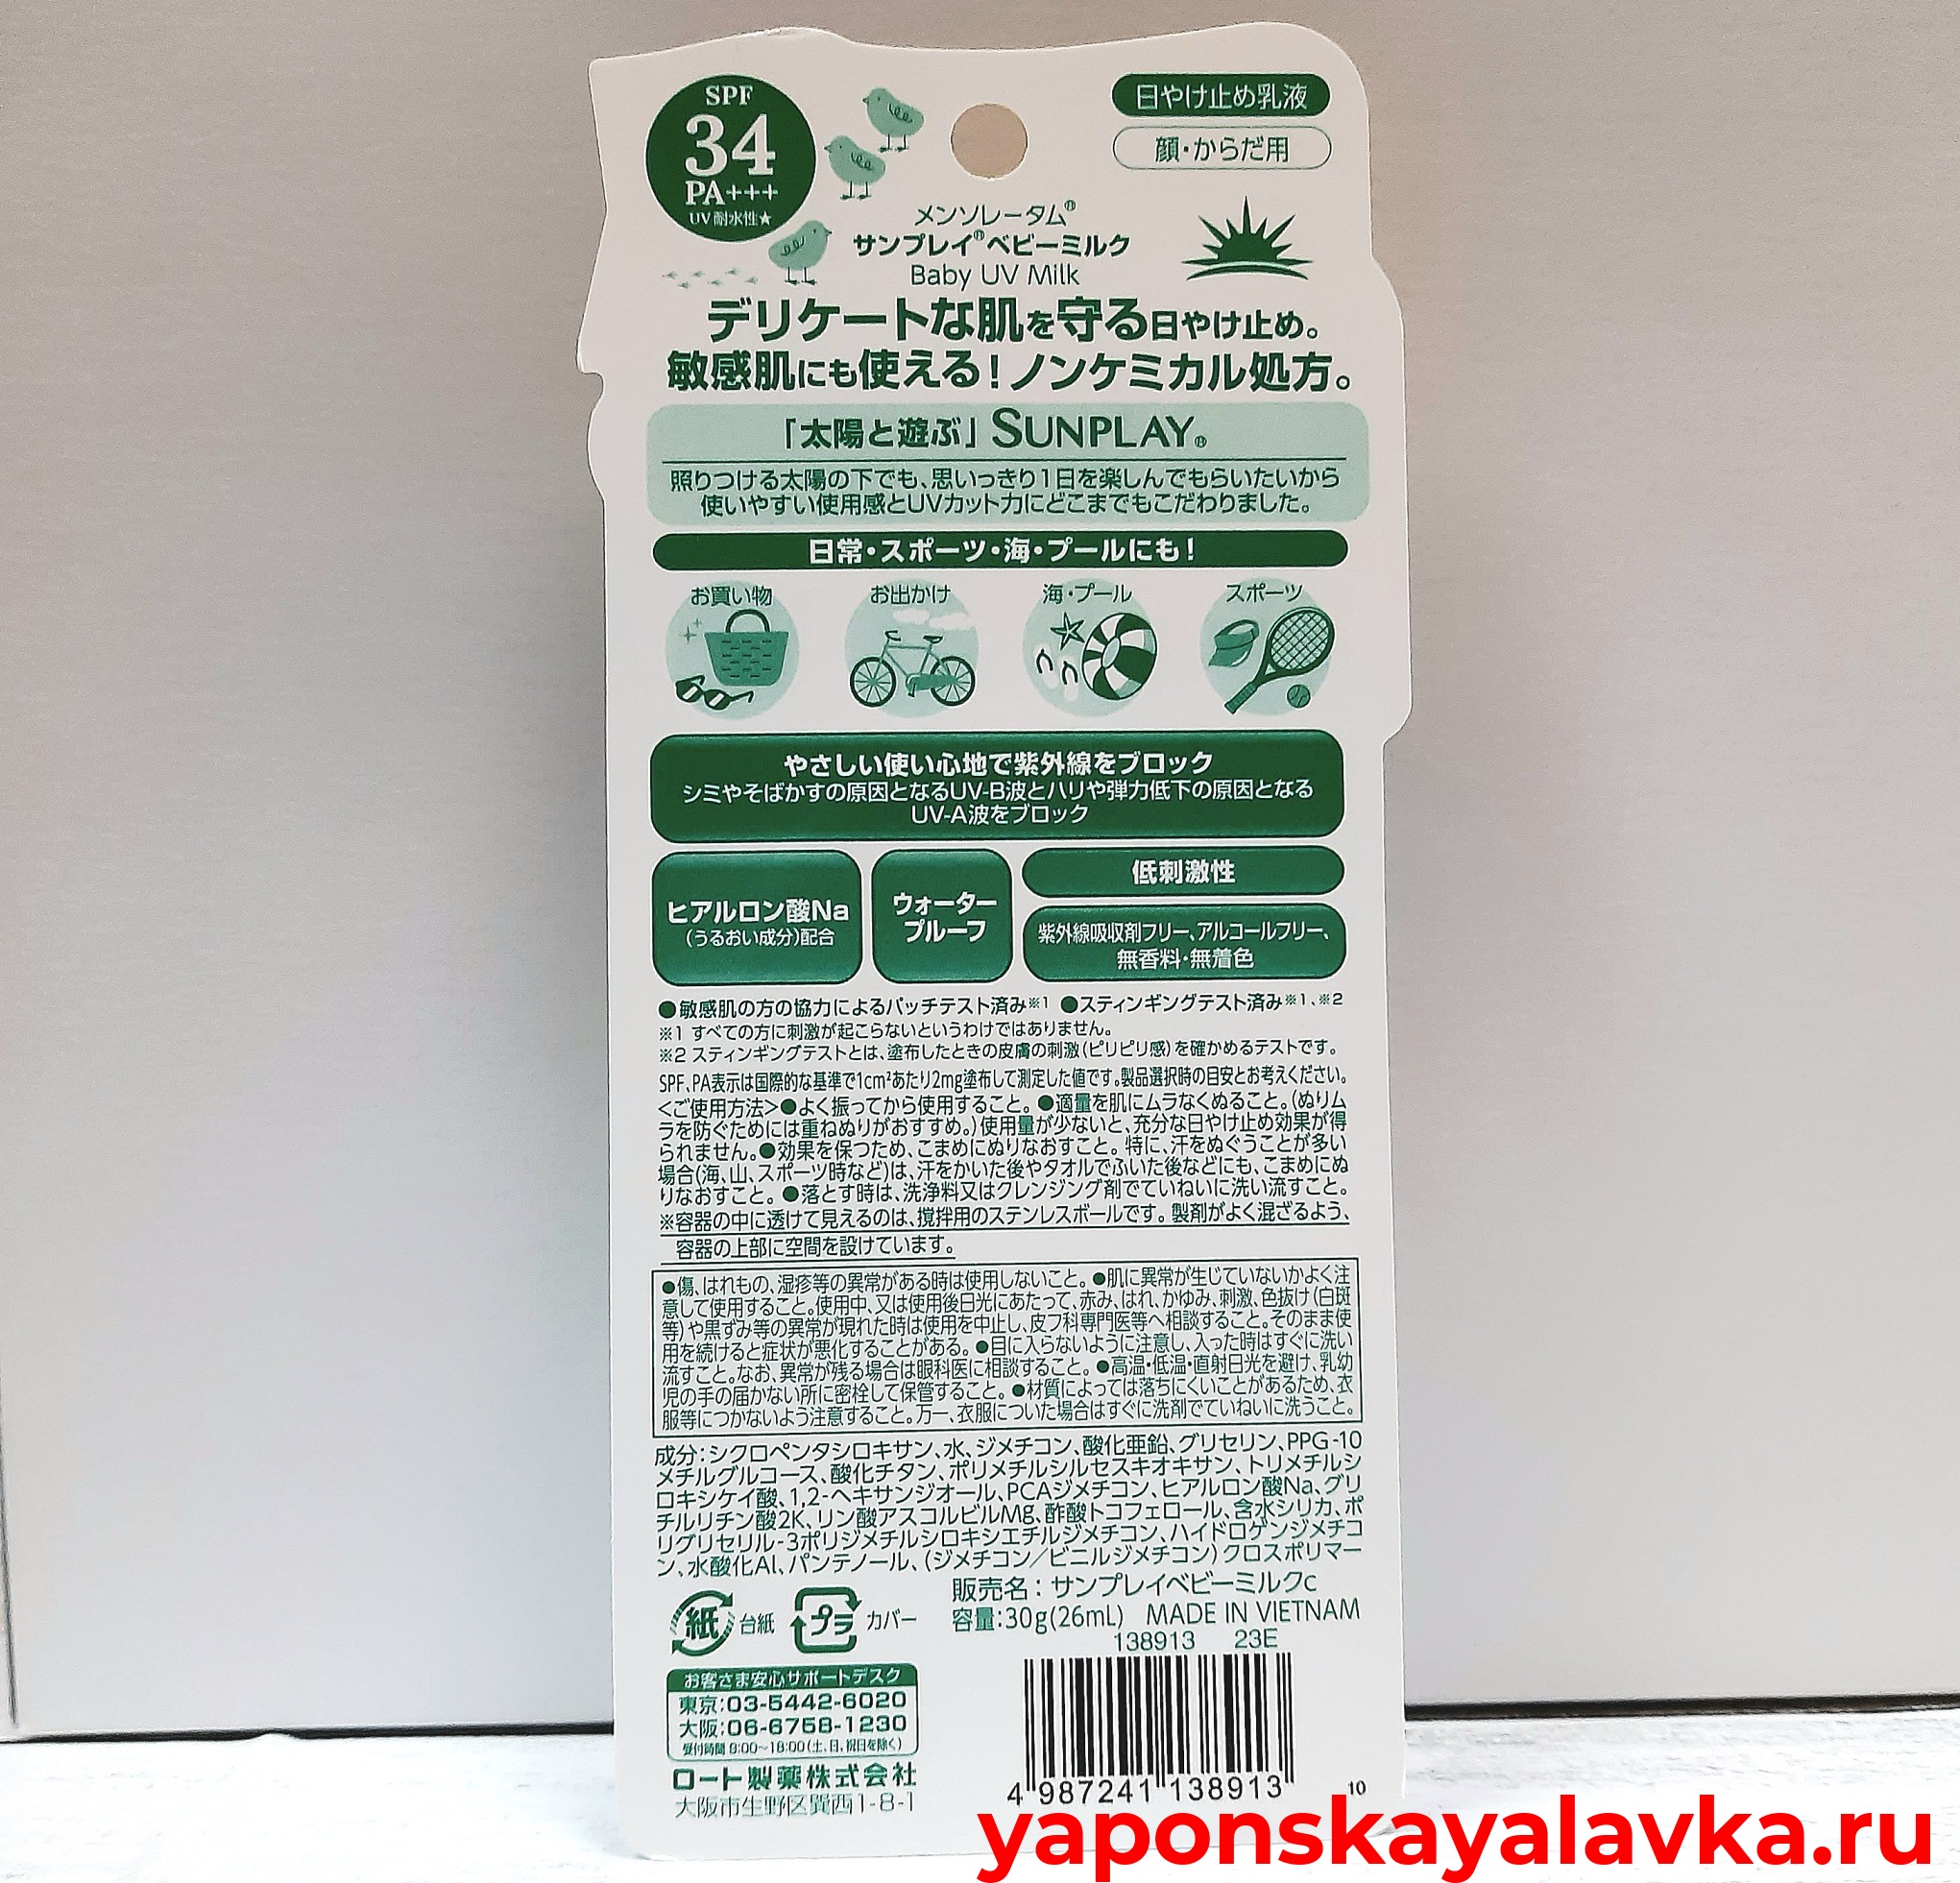 SPF
34
PA+++
UV耐水性★
日やけ止め乳液
顔・からだ用
メンソレータム®
サンプレイ®ベビーミルク
Baby UV Milk
デリケートな肌を守る日やけ止め。
敏感肌にも使える!ノンケミカル処方。
「太陽と遊ぶ」SUNPLAY®
照りつける太陽の下でも、思いっきり1日を楽しんでもらいたいから
使いやすい使用感とUVカット力にどこまでもこだわりました。
日常・スポーツ・海・プールにも!
お買い物 お出かけ 海・プール スポーツ
やさしい使い心地で紫外線をブロック
シミやそばかすの原因となるUV-B波とハリや弾力低下の原因となる
UV-A波をブロック
ヒアルロン酸Na
(うるおい成分)配合
ウォーター
プルーフ
低刺激性
紫外線吸収剤フリー、アルコールフリー、
無香料・無着色
●敏感肌の方の協力によるパッチテスト済み※1 ●スティンギングテスト済み※1、※2
※1 すべての方に刺激が起こらないというわけではありません。
※2 スティンギングテストとは、塗布したときの皮膚の刺激(ピリピリ感)を確かめるテストです。
SPF、PA表示は国際的な基準で1cm²あたり2mg塗布して測定した値です。製品選択時の目安とお考えください。
<ご使用方法>●よく振ってから使用すること。●適量を肌にムラなくぬること。(ぬりム
ラを防ぐためには重ねぬりがおすすめ。)使用量が少ないと、充分な日やけ止め効果が得
られません。●効果を保つため、こまめにぬりなおすこと。特に、汗をぬぐうことが多い
場合(海、山、スポーツ時など)は、汗をかいた後やタオルでふいた後などにも、こまめにぬ
りなおすこと。●落とす時は、洗浄料又はクレンジング剤でていねいに洗い流すこと。
※容器の中に透けて見えるのは、撹拌用のステンレスボールです。製剤がよく混ざるよう、
容器の上部に空間を設けています。
●傷、はれもの、湿疹等の異常がある時は使用しないこと。●肌に異常が生じていないかよく注
意して使用すること。使用中、又は使用後日光にあたって、赤み、はれ、かゆみ、刺激、色抜け(白斑
等)や黒ずみ等の異常が現れた時は使用を中止し、皮フ科専門医等へ相談すること。そのまま使
用を続けると症状が悪化することがある。●目に入らないように注意し、入った時はすぐに洗い
流すこと。なお、異常が残る場合は眼科医に相談すること。●高温・低温・直射日光を避け、乳幼
児の手の届かない所に密栓して保管すること。●材質によっては落ちにくいことがあるため、衣
服等につかないよう注意すること。万一、衣服についた場合はすぐに洗剤でていねいに洗うこと。
成分:シクロペンタシロキサン、水、ジメチコン、酸化亜鉛、グリセリン、PPG-10
メチルグルコース、酸化チタン、ポリメチルシルセスキオキサン、トリメチルシ
ロキシケイ酸、1,2-ヘキサンジオール、PCAジメチコン、ヒアルロン酸Na、グリ
チルリチン酸2K、リン酸アスコルビルMg、酢酸トコフェロール、含水シリカ、ポ
リグリセリル-3ポリジメチルシロキシエチルジメチコン、ハイドロゲンジメチコ
ン、水酸化Al、パンテノール、(ジメチコン/ビニルジメチコン)クロスポリマー
紙 台紙 プラ カバー
販売名:サンプレイベビーミルクc
容量:30g(26mL) MADE IN VIETNAM
138913 23E
お客さま安心サポートデスク
東京:03-5442-6020
大阪:06-6758-1230
受付時間 9:00~18:00(土、日、祝日を除く)
ロート製薬株式会社
大阪市生野区巽西1-8-1
4 987241 138913
10
yaponskayalavka.ru